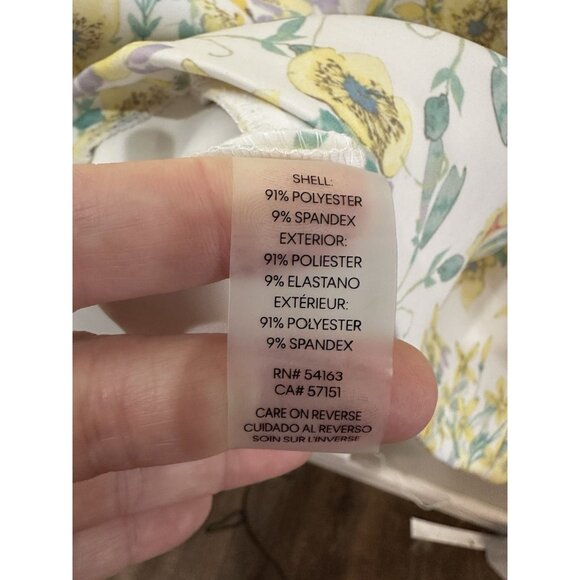 SHELL:
91% POLYESTER
9% SPANDEX
EXTERIOR:
91% POLIESTER
9% ELASTANO
EXTÉRIEUR:
91% POLYESTER
9% SPANDEX
RN# 54163
CA# 57151
CARE ON REVERSE
CUIDADO AL REVERSO
SOIN SUR L'INVERSE